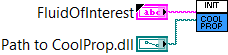 FluidOfInterest
abc
INIT
COOL
PROP
Path to CoolProp.dll